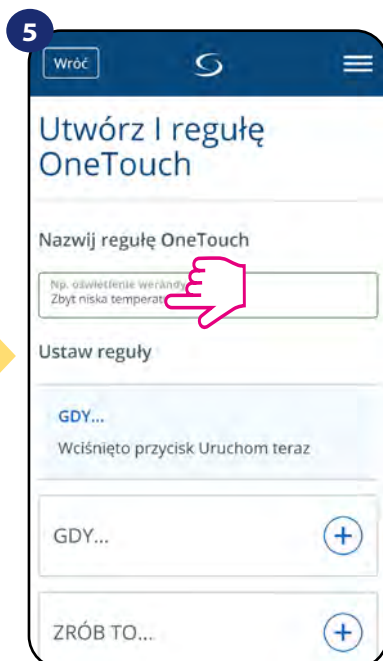 5
Wróć
Utwórz I regułę
OneTouch
Nazwij regułę OneTouch
Np. oświetlenie werandy
Zbyt niska
Ustaw reguły
GDY...
Wciśnięto przycisk Uruchom teraz
GDY...
ZRÓB TO...